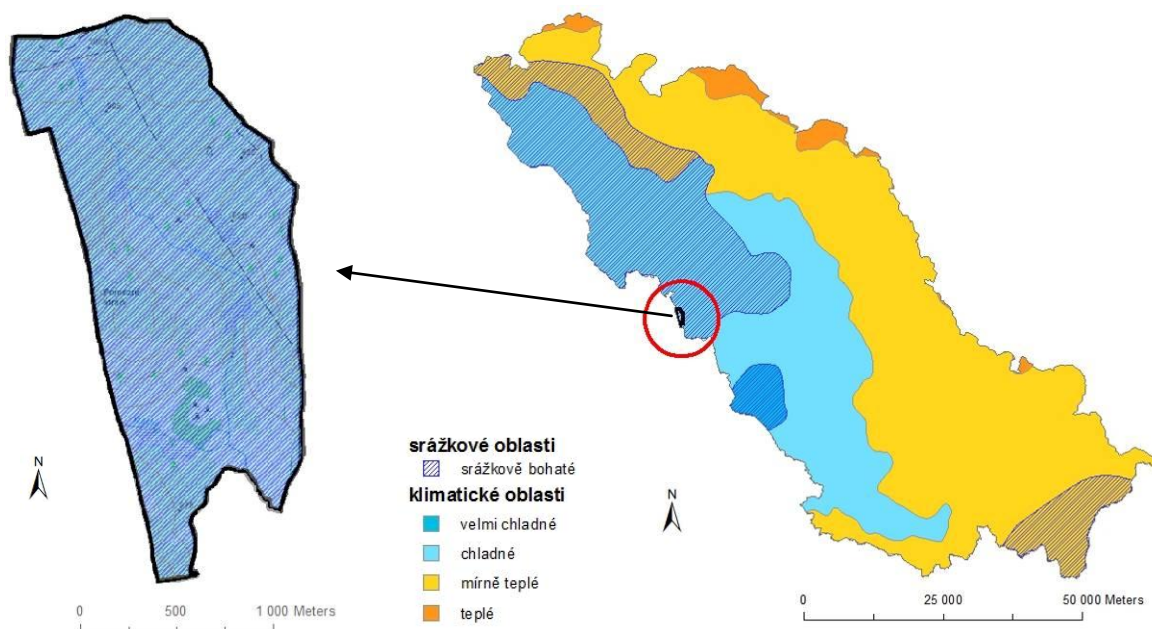 N
0 500 1 000 Meters
srážkové oblasti
srážkově bohaté
klimatické oblasti
velmi chladné
chladné
mírně teplé
teplé
N
0 25 000 50 000 Meters